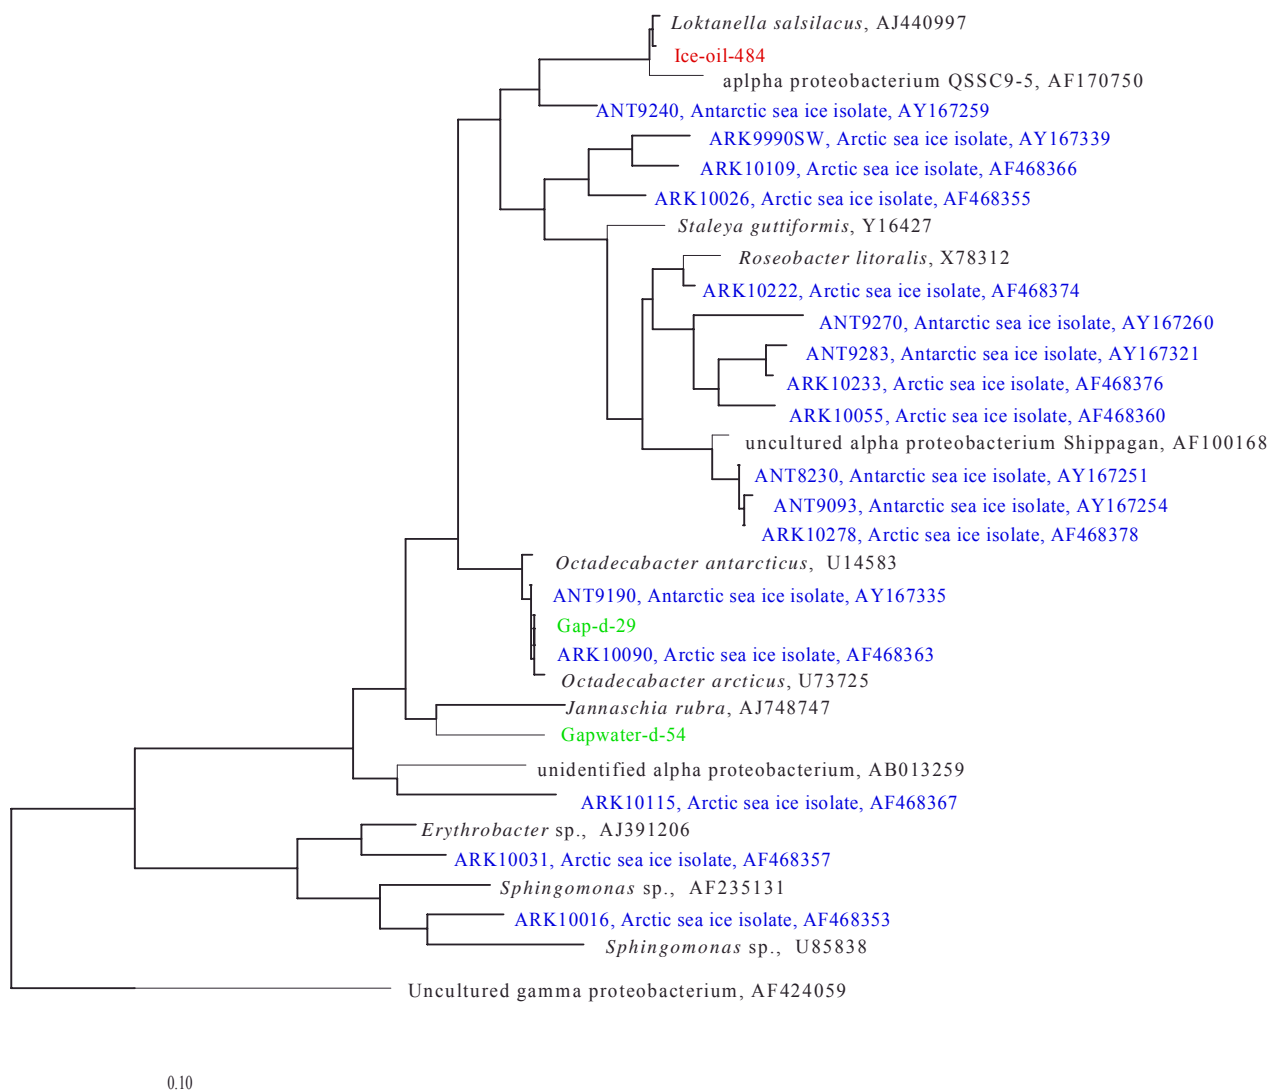 Loktanella salsilacus, AJ440997
Ice-oil-484
aplpha proteobacterium QSSC9-5, AF170750
ANT9240, Antarctic sea ice isolate, AY167259
ARK9990SW, Arctic sea ice isolate, AY167339
ARK10109, Arctic sea ice isolate, AF468366
ARK10026, Arctic sea ice isolate, AF468355
Staleya guttiformis, Y16427
Roseobacter litoralis, X78312
ARK10222, Arctic sea ice isolate, AF468374
ANT9270, Antarctic sea ice isolate, AY167260
ANT9283, Antarctic sea ice isolate, AY167321
ARK10233, Arctic sea ice isolate, AF468376
ARK10055, Arctic sea ice isolate, AF468360
uncultured alpha proteobacterium Shippagan, AF100168
ANT8230, Antarctic sea ice isolate, AY167251
ANT9093, Antarctic sea ice isolate, AY167254
ARK10278, Arctic sea ice isolate, AF468378
Octadecabacter antarcticus, U14583
ANT9190, Antarctic sea ice isolate, AY167335
Gap-d-29
ARK10090, Arctic sea ice isolate, AF468363
Octadecabacter arcticus, U73725
Jannaschia rubra, AJ748747
Gapwater-d-54
unidentified alpha proteobacterium, AB013259
ARK10115, Arctic sea ice isolate, AF468367
Erythrobacter sp., AJ391206
ARK10031, Arctic sea ice isolate, AF468357
Sphingomonas sp., AF235131
ARK10016, Arctic sea ice isolate, AF468353
Sphingomonas sp., U85838
Uncultured gamma proteobacterium, AF424059
0.10